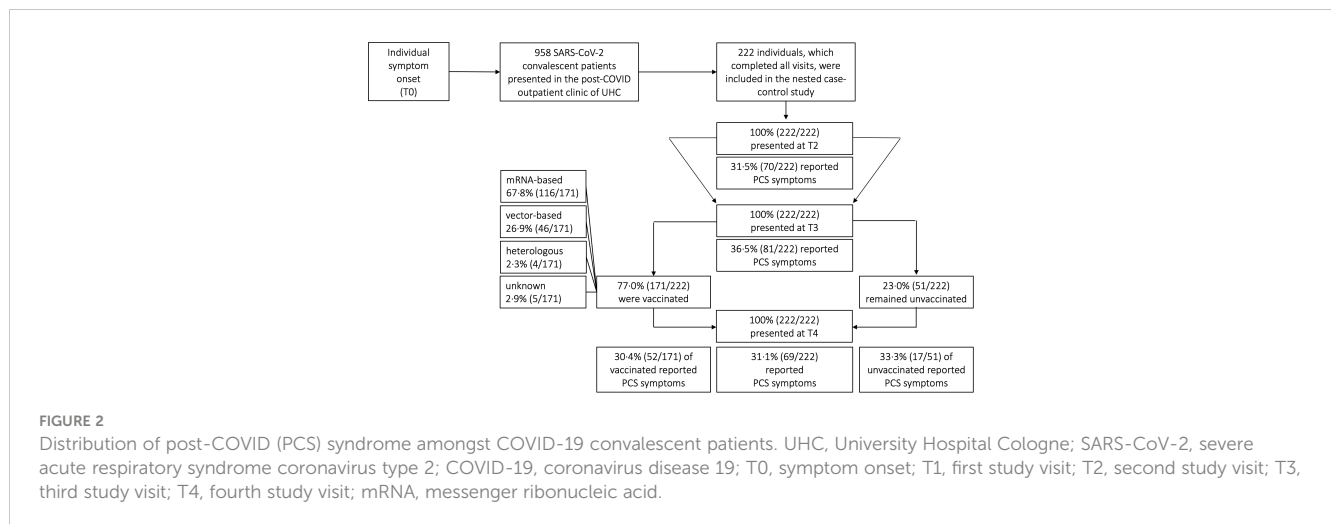 Individual
symptom
onset
(T0)
958 SARS-CoV-2
convalescent patients
presented in the post-COVID
outpatient clinic of UHC
222 individuals, which
completed all visits, were
included in the nested case-
control study
100% (222/222)
presented at T2
31·5% (70/222) reported
PCS symptoms
mRNA-based
67·8% (116/171)
vector-based
26·9% (46/171)
heterologous
2·3% (4/171)
unknown
2·9% (5/171)
100% (222/222)
presented at T3
36·5% (81/222) reported
PCS symptoms
77·0% (171/222)
were vaccinated
23·0% (51/222)
remained unvaccinated
100% (222/222)
presented at T4
30·4% (52/171) of
vaccinated reported
PCS symptoms
31·1% (69/222)
reported
PCS symptoms
33·3% (17/51) of
unvaccinated reported
PCS symptoms
FIGURE 2
Distribution of post-COVID (PCS) syndrome amongst COVID-19 convalescent patients. UHC, University Hospital Cologne; SARS-CoV-2, severe
acute respiratory syndrome coronavirus type 2; COVID-19, coronavirus disease 19; T0, symptom onset; T1, first study visit; T2, second study visit; T3,
third study visit; T4, fourth study visit; mRNA, messenger ribonucleic acid.